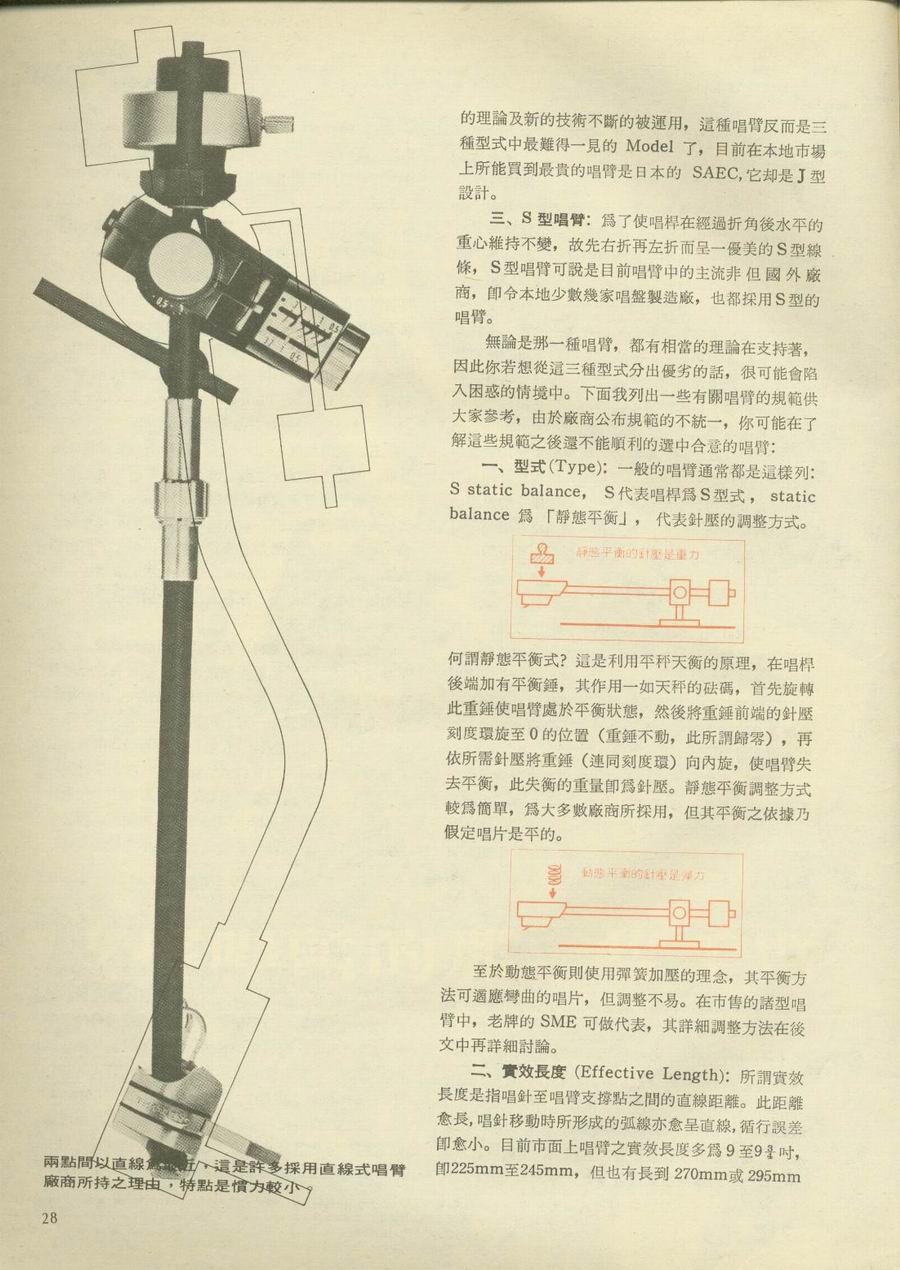 的理論及新的技術不斷的被運用，這種唱臂反而是三
種型式中最難得一見的 Model 了，目前在本地市場
上所能買到最貴的唱臂是日本的 SAEC，它却是 J 型
設計。
三、S 型唱臂：爲了使唱桿在經過折角後水平的
重心維持不變，故先右折再左折而呈一優美的S型線
條，S型唱臂可說是目前唱臂中的主流非但國外廠
商，卽令本地少數幾家唱盤製造廠，也都採用S型的
唱臂。
無論是那一種唱臂，都有相當的理論在支持著，
因此你若想從這三種型式分出優劣的話，很可能會陷
入困惑的情境中。下面我列出一些有關唱臂的規範供
大家參考，由於廠商公布規範的不統一，你可能在了
解這些規範之後還不能順利的選中合意的唱臂：
一、型式(Type)：一般的唱臂通常都是這樣列：
S static balance， S代表唱桿爲S型式，static
balance 爲「靜態平衡」，代表針壓的調整方式。
靜態平衡的針壓是重力
何謂靜態平衡式？這是利用平秤天衡的原理，在唱桿
後端加有平衡錘，其作用一如天秤的砝碼，首先旋轉
此重錘使唱臂處於平衡狀態，然後將重錘前端的針壓
刻度環旋至 0 的位置（重錘不動，此所謂歸零），再
依所需針壓將重錘（連同刻度環）向內旋，使唱臂失
去平衡，此失衡的重量卽爲針壓。靜態平衡調整方式
較爲簡單，爲大多數廠商所採用，但其平衡之依據乃
假定唱片是平的。
動態平衡的針壓是彈力
至於動態平衡則使用彈簧加壓的理念，其平衡方
法可適應彎曲的唱片，但調整不易。在市售的諸型唱
臂中，老牌的 SME 可做代表，其詳細調整方法在後
文中再詳細討論。
二、實效長度 (Effective Length)：所謂實效
長度是指唱針至唱臂支撐點之間的直線距離。此距離
愈長，唱針移動時所形成的弧線亦愈呈直線，循行誤差
卽愈小。目前市面上唱臂之實效長度多爲 9 至9¾吋，
卽225mm至245mm，但也有長到 270mm或 295mm
兩點間以直線爲最近，這是許多採用直線式唱臂
廠商所持之理由，特點是慣力較小。
28